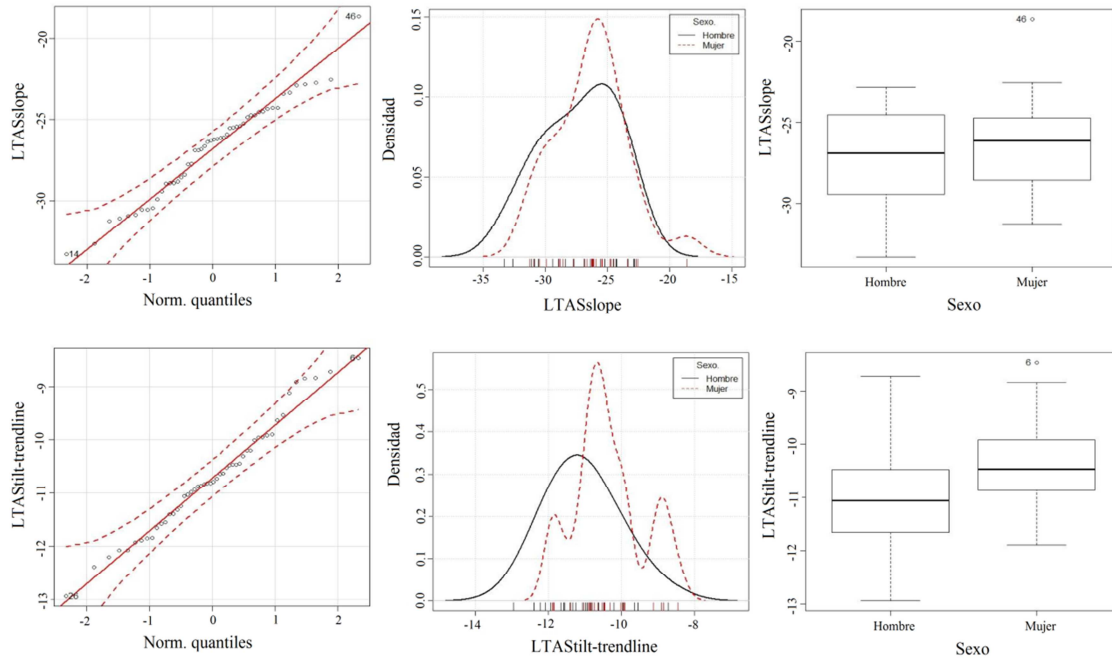 LTASslope
-20
-25
-30
46
14
-2
-1
0
1
2
Norm. quantiles
Densidad
0.15
0.10
0.05
0.00
Sexo.
Hombre
Mujer
-35
-30
-25
-20
-15
LTASslope
LTASslope
-20
-25
-30
46
Hombre
Mujer
Sexo
LTAStilt-trendline
-9
-10
-11
-12
-13
6
26
-2
-1
0
1
2
Norm. quantiles
Densidad
0.5
0.4
0.3
0.2
0.1
0.0
Sexo.
Hombre
Mujer
-14
-12
-10
-8
LTAStilt-trendline
LTAStilt-trendline
-9
-10
-11
-12
-13
6
Hombre
Mujer
Sexo